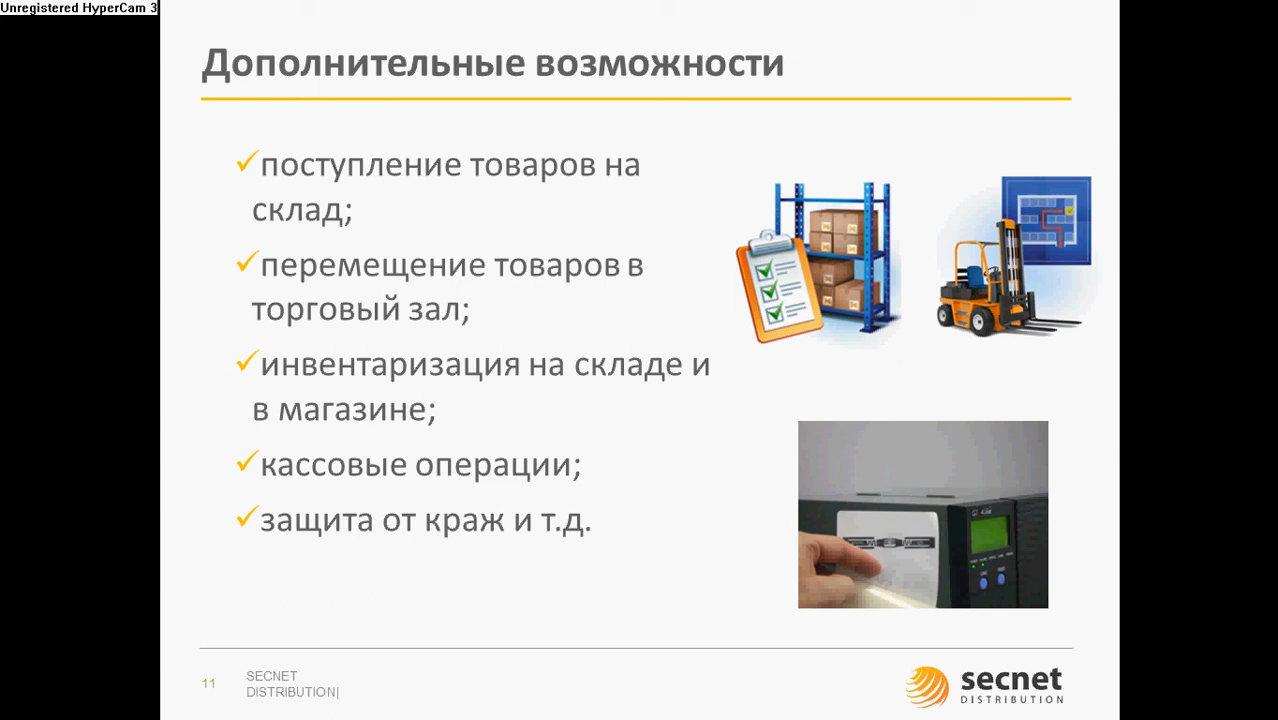 Unregistered HyperCam 3
Дополнительные возможности
поступление товаров на
склад;
перемещение товаров в
торговый зал;
инвентаризация на складе и
в магазине;
кассовые операции;
защита от краж и т.д.
11
SECNET
DISTRIBUTION|
secnet
DISTRIBUTION